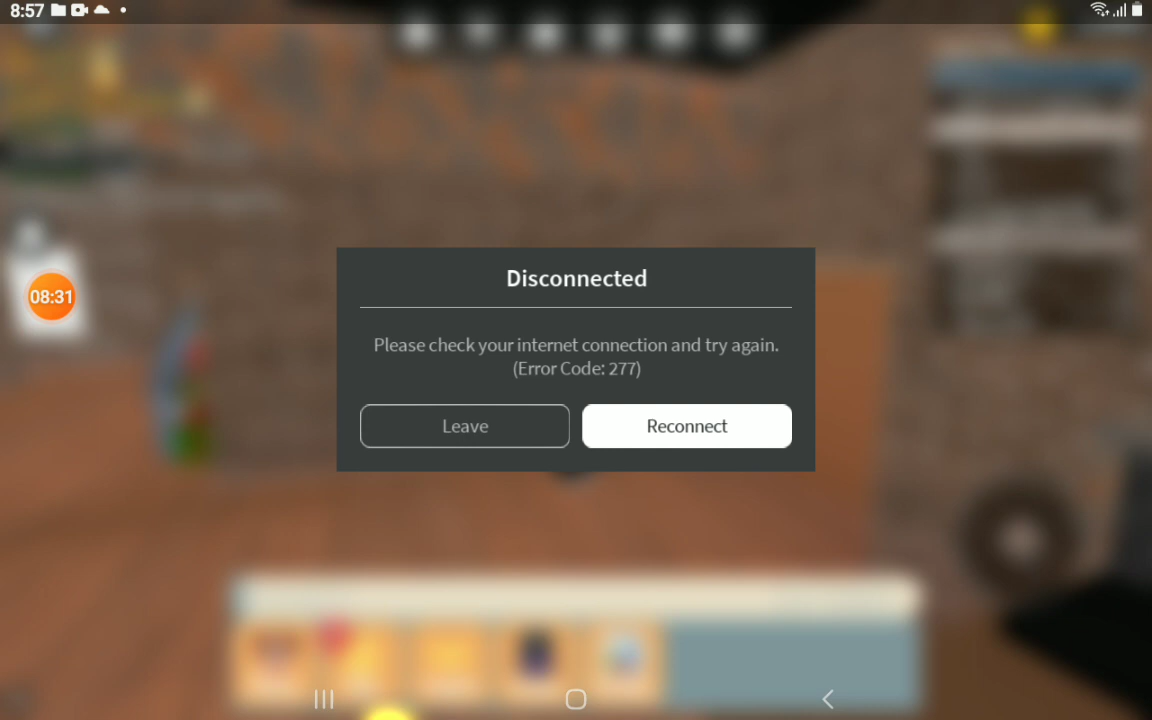 8:57
08:31
Disconnected
Please check your internet connection and try again.
(Error Code: 277)
Leave
Reconnect